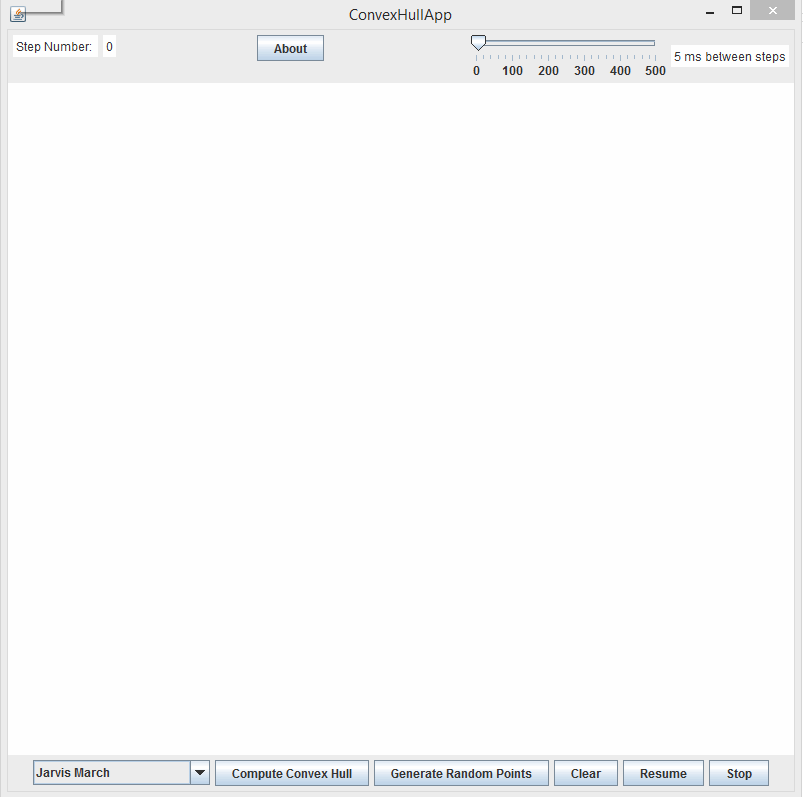 ConvexHullApp
Step Number: 0
About
0 100 200 300 400 500
5 ms between steps
Jarvis March
Compute Convex Hull
Generate Random Points
Clear
Resume
Stop